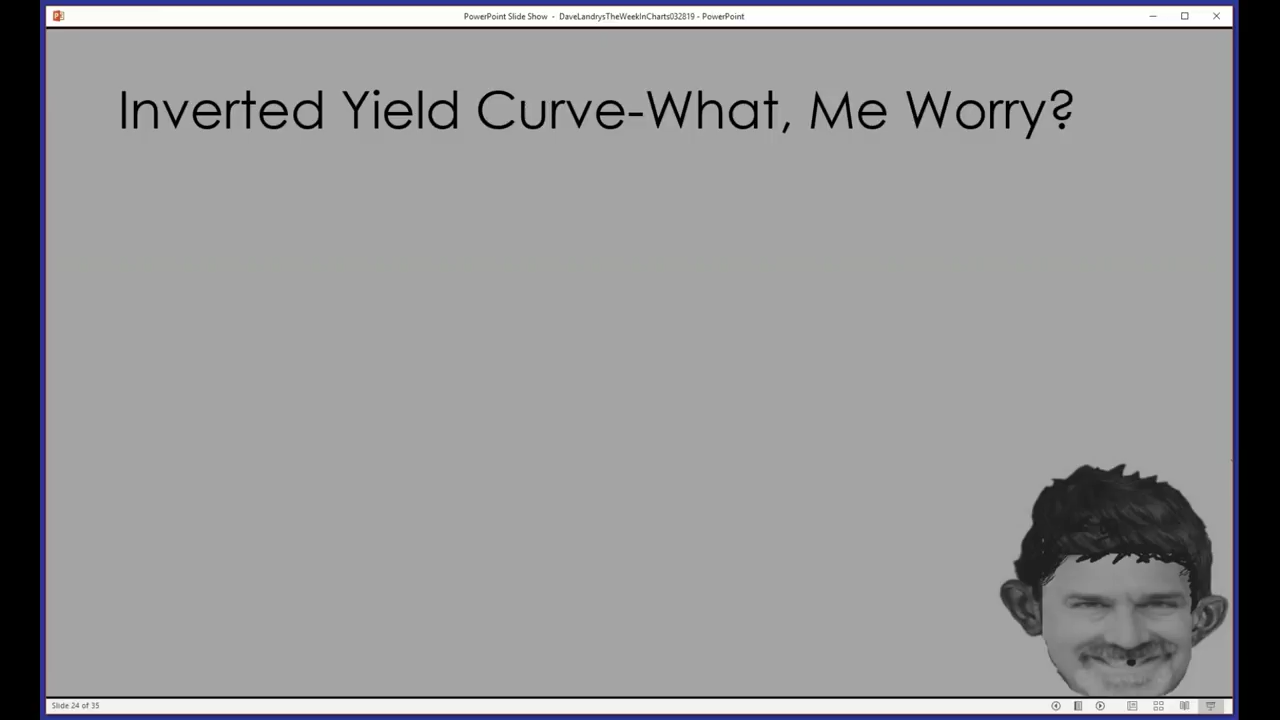 PowerPoint Slide Show - DaveLandrysTheWeekInCharts032819 - PowerPoint
Inverted Yield Curve-What, Me Worry?
Slide 24 of 35